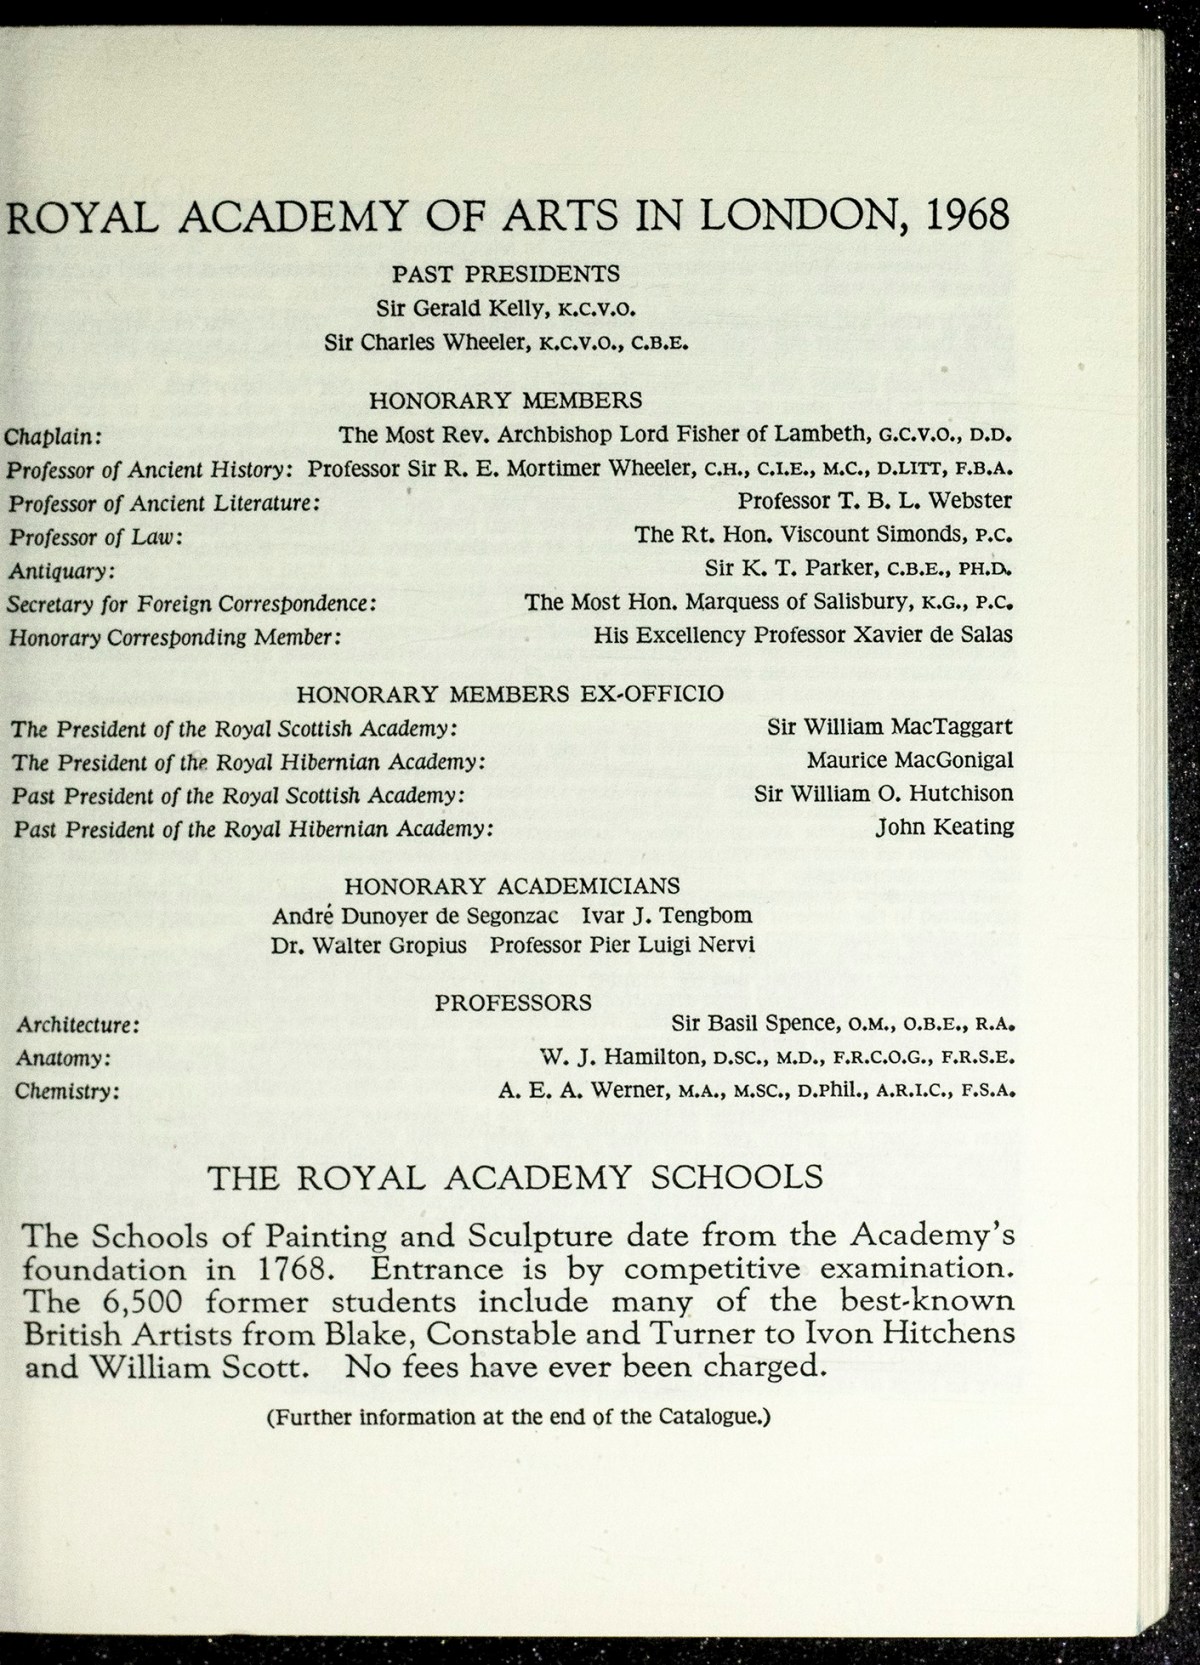 ROYAL ACADEMY OF ARTS IN LONDON, 1968
PAST PRESIDENTS
Sir Gerald Kelly, K.C.V.O.
Sir Charles Wheeler, K.C.V.O., C.B.E.
HONORARY MEMBERS
Chaplain: The Most Rev. Archbishop Lord Fisher of Lambeth, G.C.V.O., D.D.
Professor of Ancient History: Professor Sir R. E. Mortimer Wheeler, C.H., C.I.E., M.C., D.LITT, F.B.A.
Professor of Ancient Literature: Professor T. B. L. Webster
Professor of Law: The Rt. Hon. Viscount Simonds, P.C.
Antiquary: Sir K. T. Parker, C.B.E., PH.D.
Secretary for Foreign Correspondence: The Most Hon. Marquess of Salisbury, K.G., P.C.
Honorary Corresponding Member: His Excellency Professor Xavier de Salas
HONORARY MEMBERS EX-OFFICIO
The President of the Royal Scottish Academy: Sir William MacTaggart
The President of the Royal Hibernian Academy: Maurice MacGonigal
Past President of the Royal Scottish Academy: Sir William O. Hutchison
Past President of the Royal Hibernian Academy: John Keating
HONORARY ACADEMICIANS
André Dunoyer de Segonzac Ivar J. Tengbom
Dr. Walter Gropius Professor Pier Luigi Nervi
PROFESSORS
Architecture: Sir Basil Spence, O.M., O.B.E., R.A.
Anatomy: W. J. Hamilton, D.SC., M.D., F.R.C.O.G., F.R.S.E.
Chemistry: A. E. A. Werner, M.A., M.SC., D.Phil., A.R.I.C., F.S.A.
THE ROYAL ACADEMY SCHOOLS
The Schools of Painting and Sculpture date from the Academy's
foundation in 1768. Entrance is by competitive examination.
The 6,500 former students include many of the best-known
British Artists from Blake, Constable and Turner to Ivon Hitchens
and William Scott. No fees have ever been charged.
(Further information at the end of the Catalogue.)